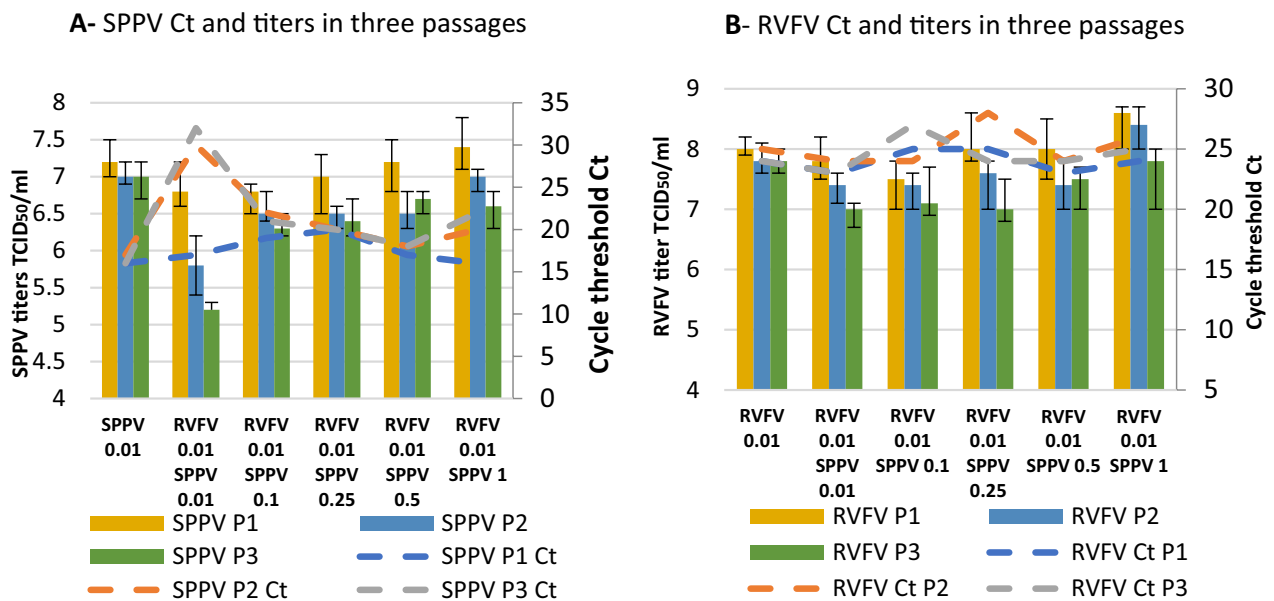 A- SPPV Ct and titers in three passages
SPPV titers TCID50/ml
8
7.5
7
6.5
6
5.5
5
4.5
4
35
30
25
20
15
10
5
0
Cycle threshold Ct
SPPV
0.01
RVFV
0.01
SPPV
0.01
RVFV
0.01
SPPV
0.1
RVFV
0.01
SPPV
0.25
RVFV
0.01
SPPV
0.5
RVFV
0.01
SPPV 1
SPPV P1
SPPV P2
SPPV P3
SPPV P1 Ct
SPPV P2 Ct
SPPV P3 Ct
B- RVFV Ct and titers in three passages
RVFV titer TCID50/ml
9
8
7
6
5
4
30
25
20
15
10
5
Cycle threshold Ct
RVFV
0.01
RVFV
0.01
SPPV
0.01
RVFV
0.01
SPPV 0.1
RVFV
0.01
SPPV
0.25
RVFV
0.01
SPPV 0.5
RVFV
0.01
SPPV 1
RVFV P1
RVFV P2
RVFV P3
RVFV Ct P1
RVFV Ct P2
RVFV Ct P3